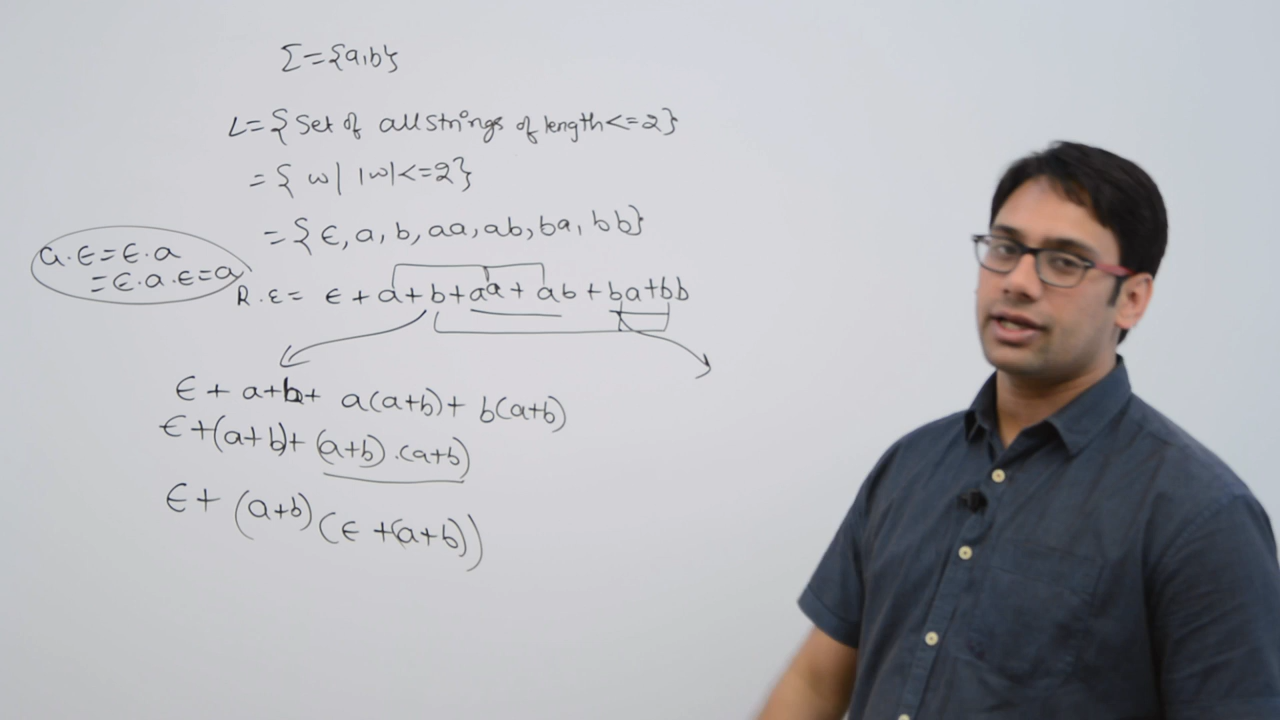 Σ={a,b}
L={Set of all strings of length<=2}
={ w| |w|<=2}
={ϵ, a, b, aa, ab, ba, bb}
a.ϵ=ϵ.a
=ϵ.a.ϵ=a
R.ε= ϵ+a+b+aa+ab+ba+bb
ϵ+a+b+ a(a+b)+ b(a+b)
ϵ+(a+b)+(a+b).(a+b)
ϵ+(a+b)(ϵ+(a+b))